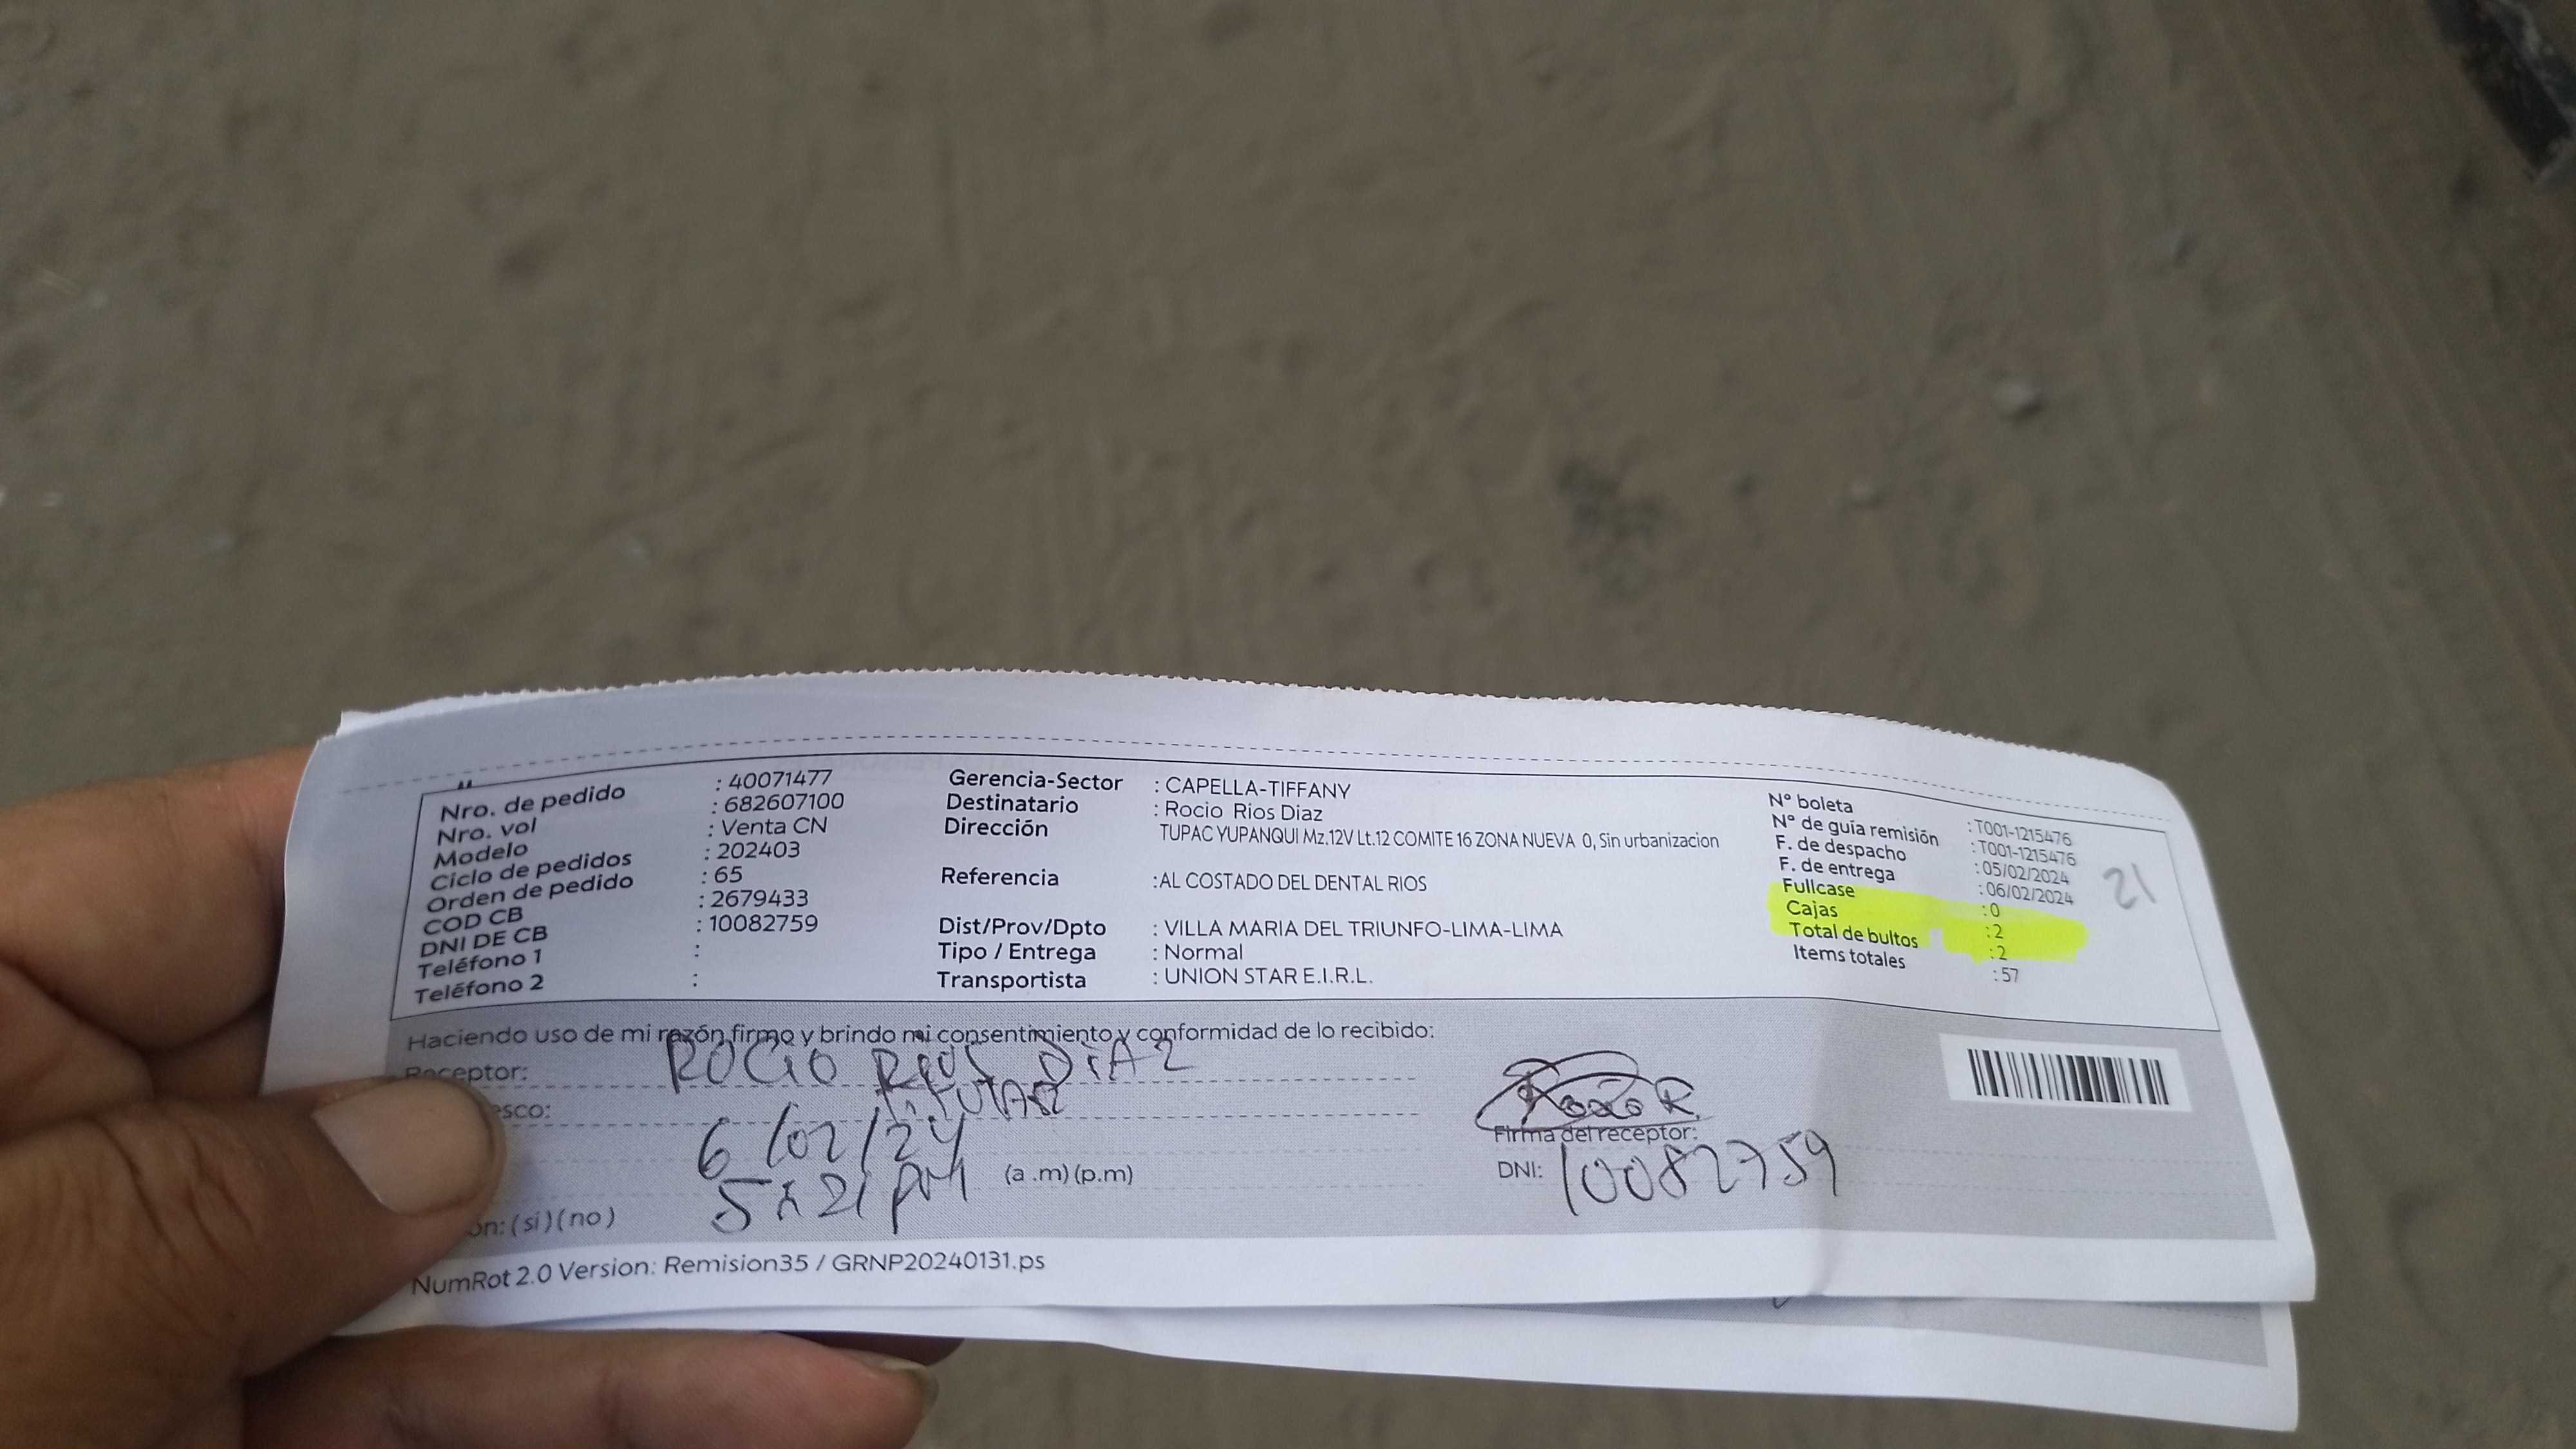 Nro. de pedido : 40071477
Nro. vol : 682607100
Modelo : Venta CN
Ciclo de pedidos : 202403
Orden de pedido : 65
COD CB : 2679433
DNI DE CB : 10082759
Teléfono 1 :
Teléfono 2 :
Gerencia-Sector : CAPELLA-TIFFANY
Destinatario : Rocio Rios Diaz
Dirección TUPAC YUPANQUI Mz.12V Lt.12 COMITE 16 ZONA NUEVA 0, Sin urbanizacion
Referencia :AL COSTADO DEL DENTAL RIOS
Dist/Prov/Dpto : VILLA MARIA DEL TRIUNFO-LIMA-LIMA
Tipo / Entrega : Normal
Transportista : UNION STAR E.I.R.L.
N° boleta : T001-1215476
N° de guía remisión : T001-1215476
F. de despacho : 05/02/2024
F. de entrega : 06/02/2024
Fullcase : 0
Cajas : 2
Total de bultos : 2
Items totales : 57
21
Haciendo uso de mi razón firmo y brindo mi consentimiento y conformidad de lo recibido:
Receptor: ROCIO RIOS DIAZ
esco: TITULAR
6/02/24
5 x 21 pm (a .m) (p.m)
ón: (si) (no)
Rocio R.
Firma del receptor:
DNI: 10082759
NumRot 2.0 Version: Remision35 / GRNP20240131.ps